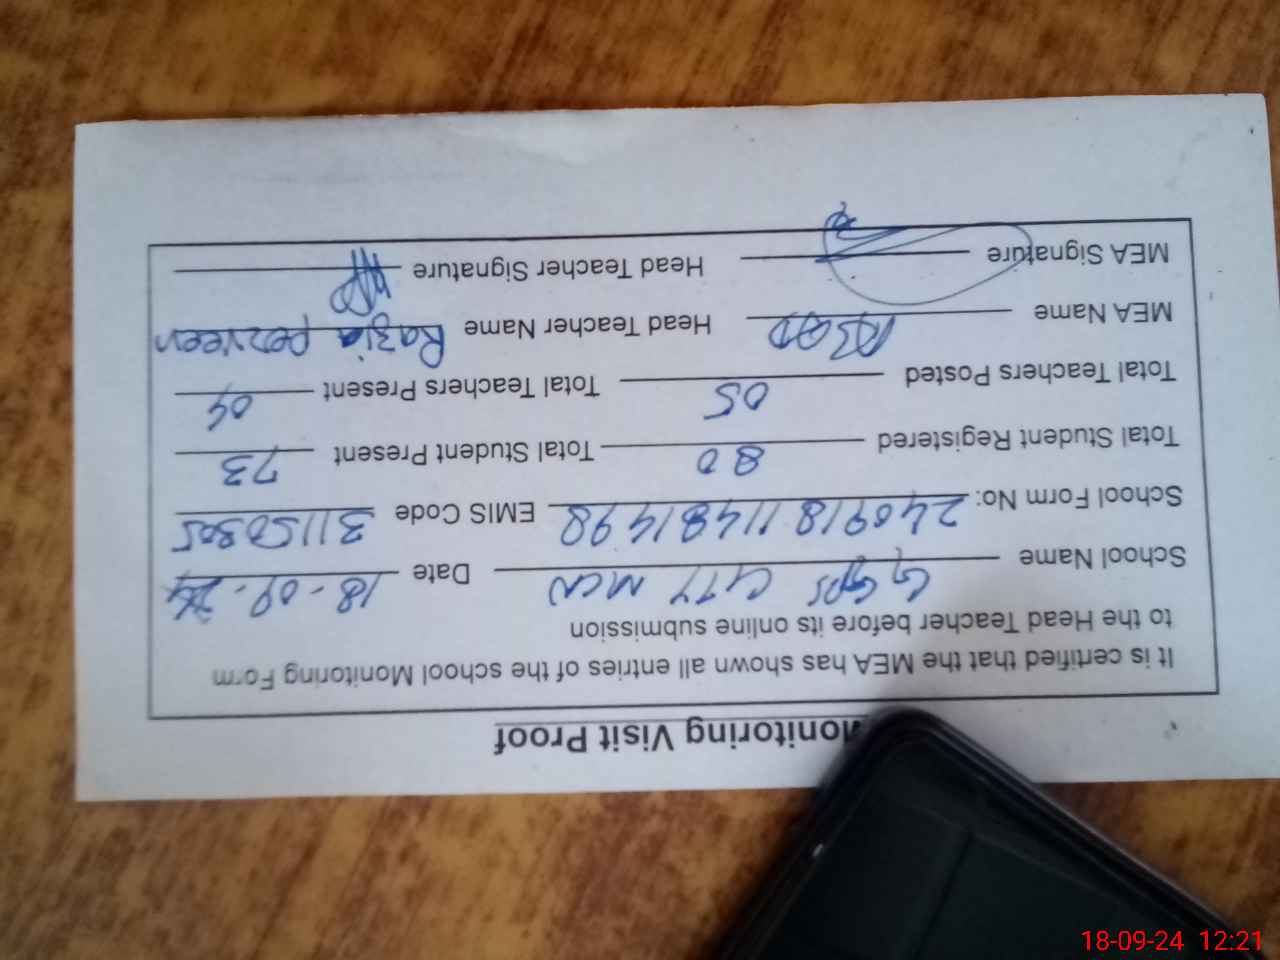 Monitoring Visit Proof
It is certified that the MEA has shown all entries of the school Monitoring Form
to the Head Teacher before its online submission
School Name GGPS CITY MCN Date 18-09-24
School Form No: 24091811481498 EMIS Code 31150305
Total Student Registered 80 Total Student Present 73
Total Teachers Posted 05 Total Teachers Present 04
MEA Name Head Teacher Name Razia perveen
MEA Signature Head Teacher Signature
18-09-24 12:21